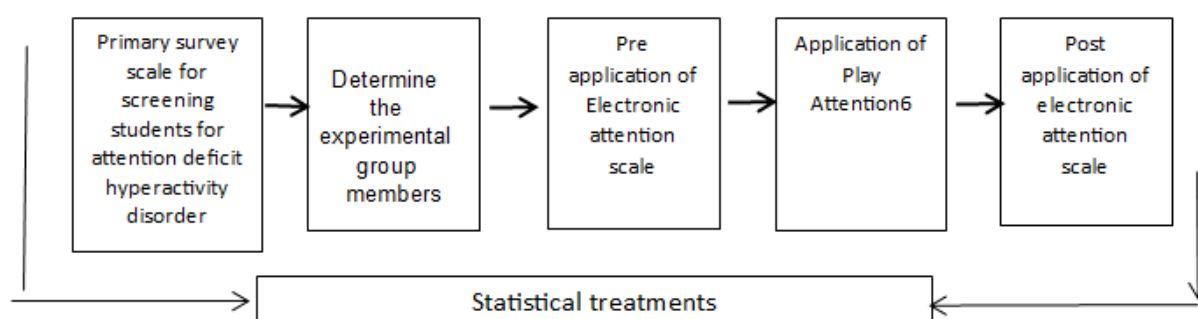 Primary survey
scale for
screening
students for
attention deficit
hyperactivity
disorder
Determine
the
experimental
group
members
Pre
application of
Electronic
attention
scale
Application of
Play
Attention6
Post
application of
electronic
attention
scale
Statistical treatments